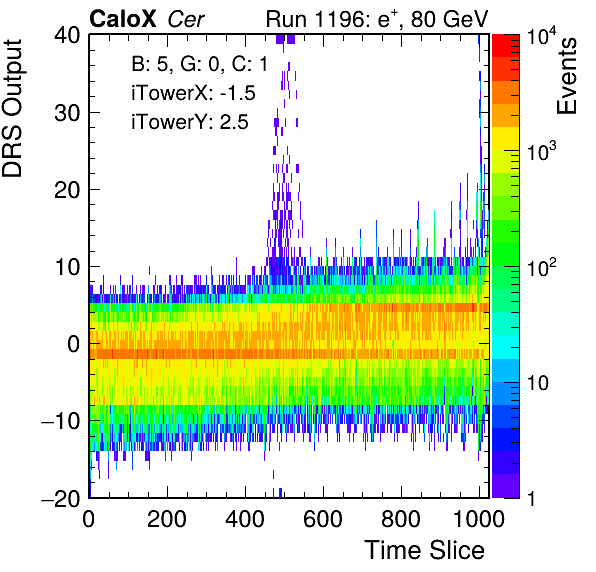 CaloX Cer Run 1196: e+, 80 GeV
B: 5, G: 0, C: 1
iTowerX: -1.5
iTowerY: 2.5
DRS Output
40
30
20
10
0
−10
−20
0 200 400 600 800 1000
Time Slice
Events
10^4
10^3
10^2
10
1